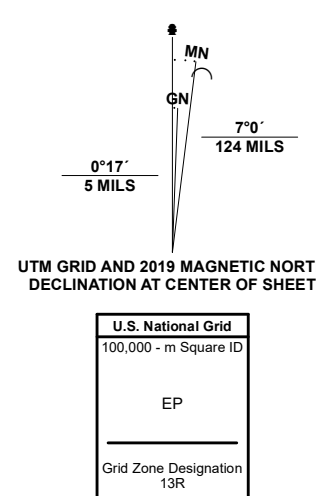 MN
GN
7°0´
124 MILS
0°17´
5 MILS
UTM GRID AND 2019 MAGNETIC NORT
DECLINATION AT CENTER OF SHEET
U.S. National Grid
100,000 - m Square ID
EP
Grid Zone Designation
13R